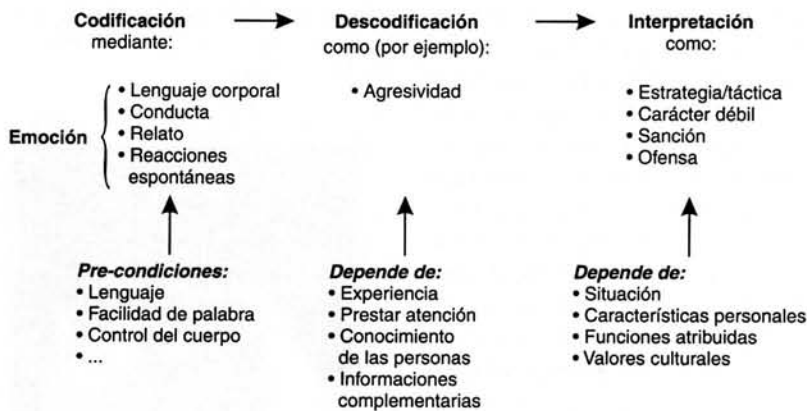 Codificación
mediante:
Descodificación
como (por ejemplo):
Interpretación
como:
Emoción
• Lenguaje corporal
• Conducta
• Relato
• Reacciones
espontáneas
• Agresividad
• Estrategia/táctica
• Carácter débil
• Sanción
• Ofensa
Pre-condiciones:
• Lenguaje
• Facilidad de palabra
• Control del cuerpo
• ...
Depende de:
• Experiencia
• Prestar atención
• Conocimiento
de las personas
• Informaciones
complementarias
Depende de:
• Situación
• Características personales
• Funciones atribuidas
• Valores culturales